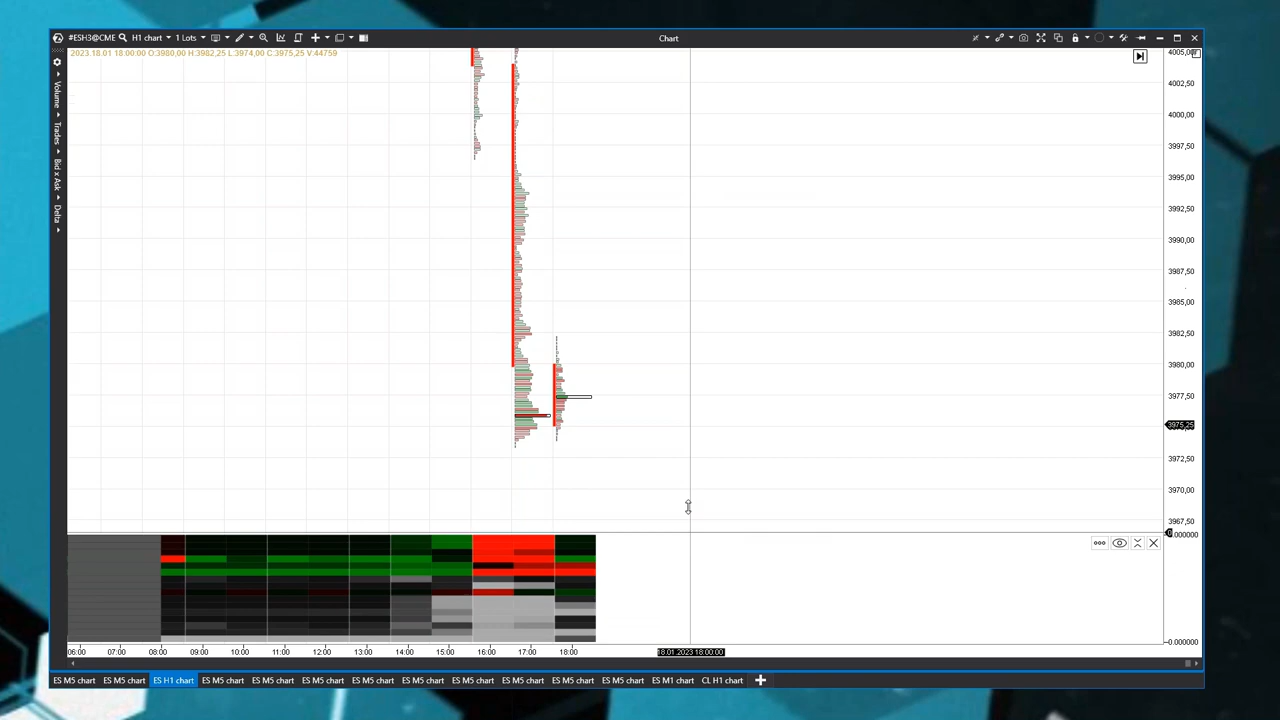 #ESH3@CME H1 chart 1 Lots Chart
2023.18.01 18:00:00 O:3980,00 H:3982,25 L:3974,00 C:3975,25 V:44759
Volume
Trades
Bid x Ask
Delta
4005,00
4002,50
4000,00
3997,50
3995,00
3992,50
3990,00
3987,50
3985,00
3982,50
3980,00
3977,50
3975,25
3972,50
3970,00
3967,50
0.000000
-0.000000
06:00 07:00 08:00 09:00 10:00 11:00 12:00 13:00 14:00 15:00 16:00 17:00 18:00 18.01.2023 18:00:00
ES M5 chart ES M5 chart ES H1 chart ES M5 chart ES M5 chart ES M5 chart ES M5 chart ES M5 chart ES M5 chart ES M5 chart ES M5 chart ES M5 chart ES M1 chart CL H1 chart